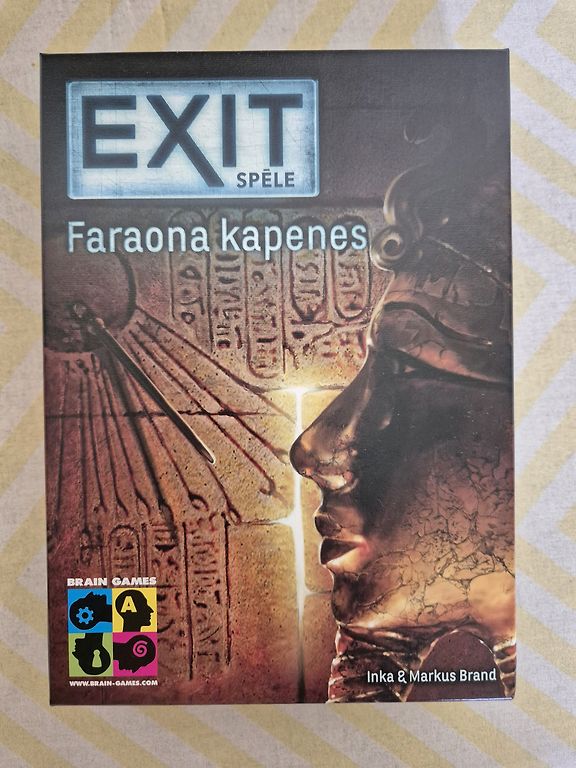 EXIT
SPĒLE
Faraona kapenes
BRAIN GAMES
A
WWW.BRAIN-GAMES.COM
Inka & Markus Brand